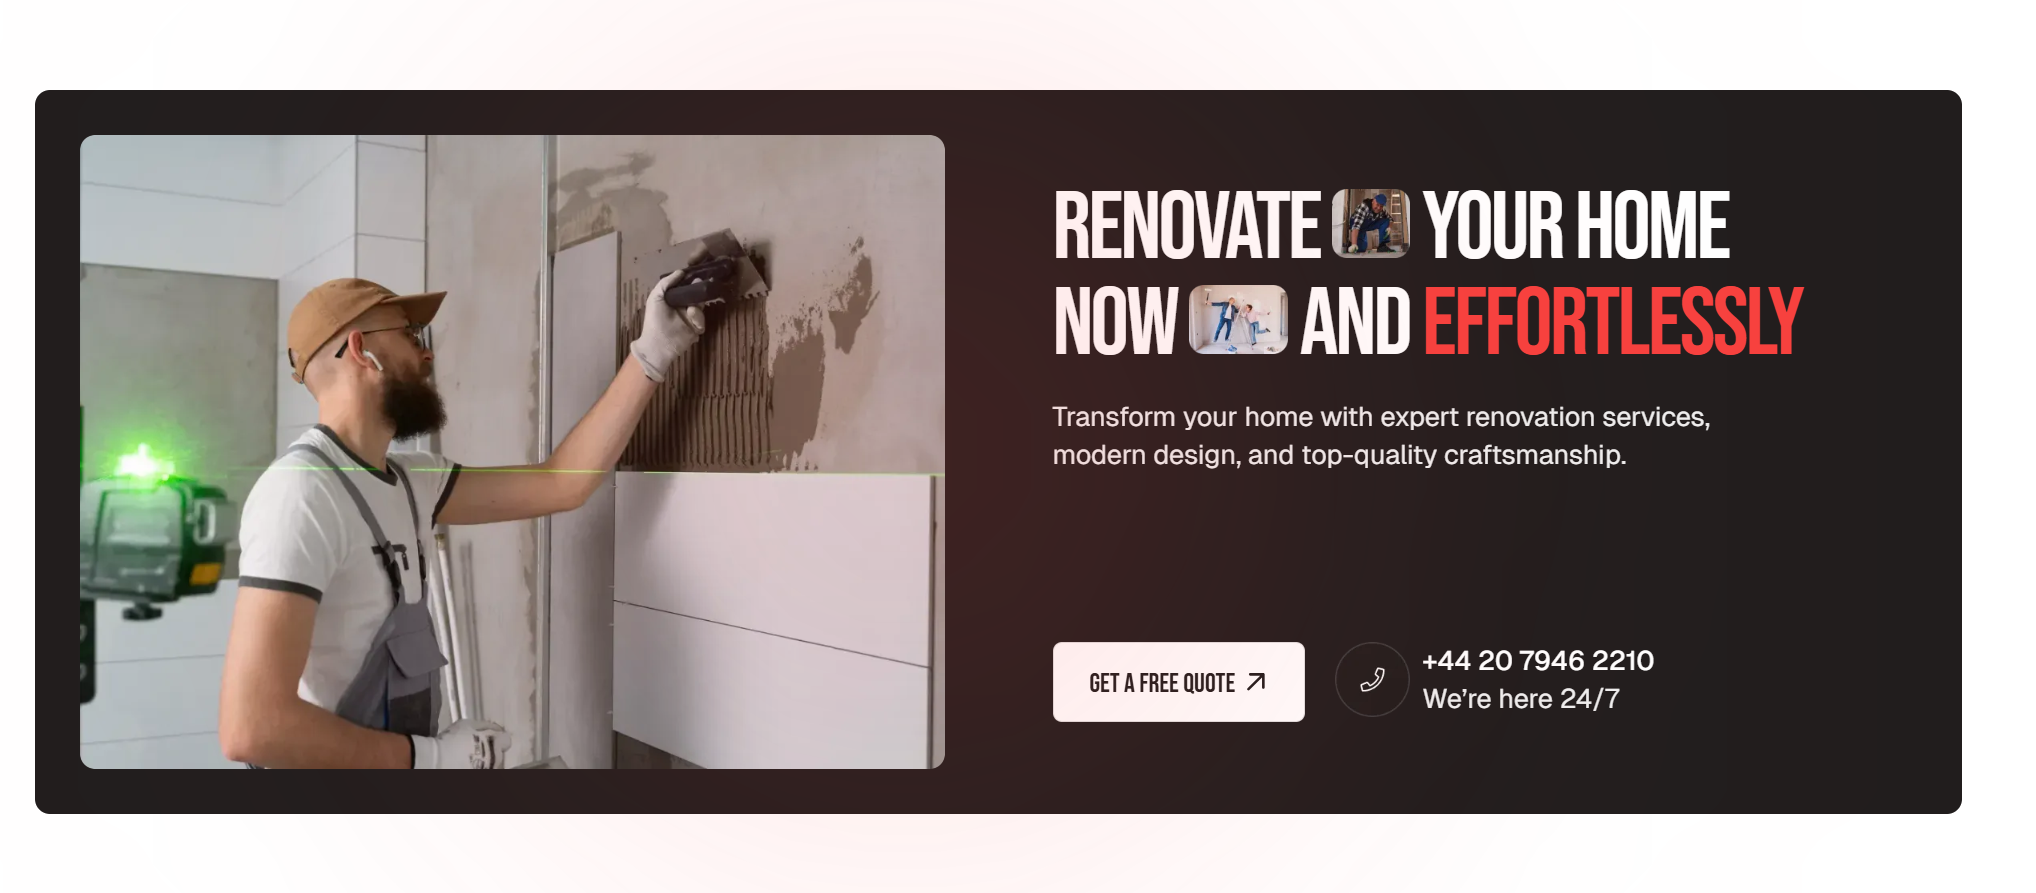 RENOVATE YOUR HOME
NOW AND EFFORTLESSLY
Transform your home with expert renovation services,
modern design, and top-quality craftsmanship.
GET A FREE QUOTE
+44 20 7946 2210
We’re here 24/7